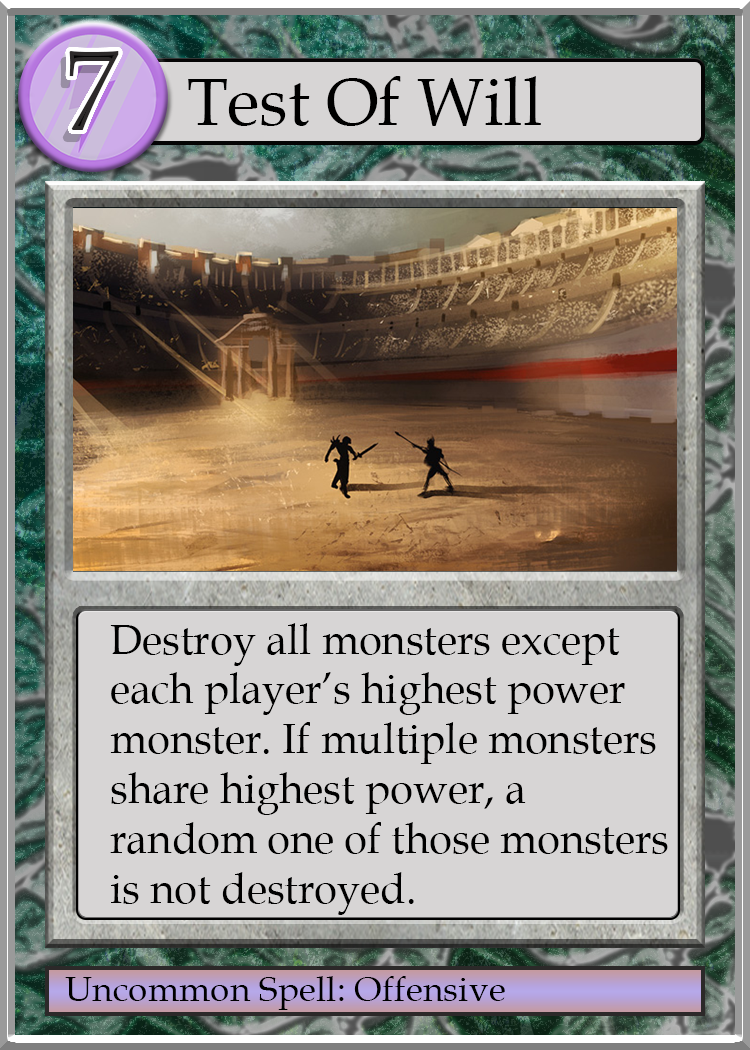 7
Test Of Will
Destroy all monsters except
each player’s highest power
monster. If multiple monsters
share highest power, a
random one of those monsters
is not destroyed.
Uncommon Spell: Offensive